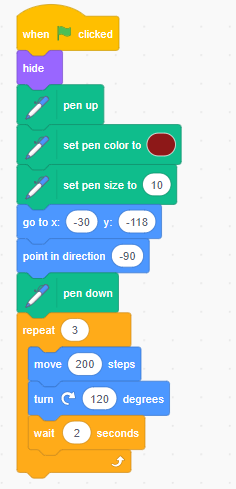 when clicked
hide
pen up
set pen color to
set pen size to 10
go to x: -30 y: -118
point in direction -90
pen down
repeat 3
move 200 steps
turn 120 degrees
wait 2 seconds